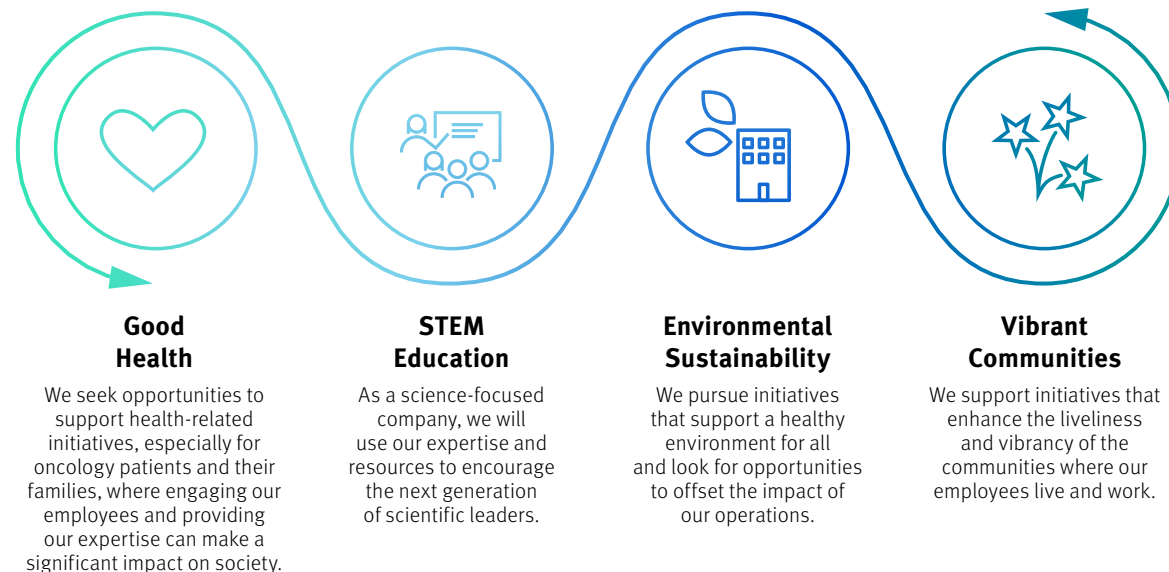 Good
Health
We seek opportunities to
support health-related
initiatives, especially for
oncology patients and their
families, where engaging our
employees and providing
our expertise can make a
significant impact on society.
STEM
Education
As a science-focused
company, we will
use our expertise and
resources to encourage
the next generation
of scientific leaders.
Environmental
Sustainability
We pursue initiatives
that support a healthy
environment for all
and look for opportunities
to offset the impact of
our operations.
Vibrant
Communities
We support initiatives that
enhance the liveliness
and vibrancy of the
communities where our
employees live and work.